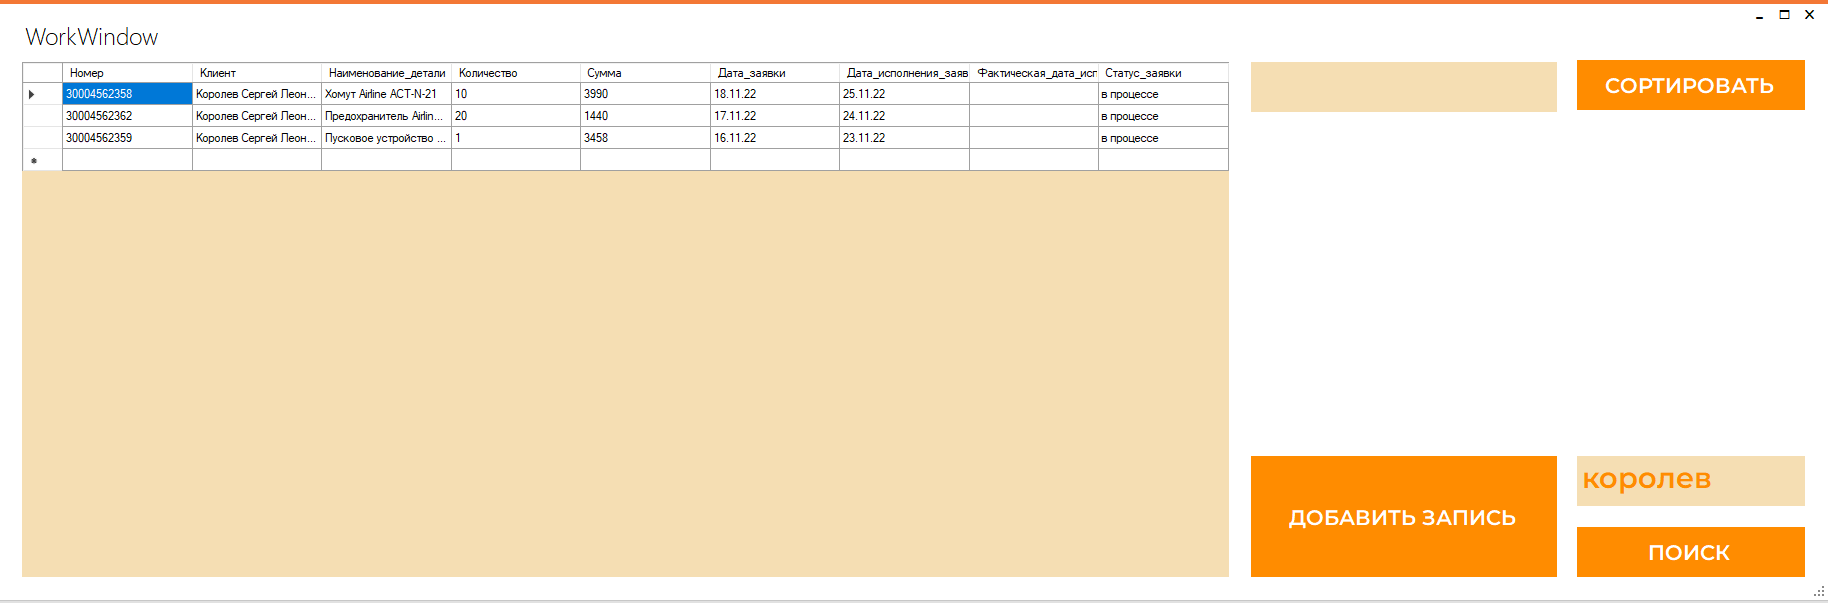 WorkWindow
Номер Клиент Наименование_детали Количество Сумма Дата_заявки Дата_исполнения_заяв Фактическая_дата_исп Статус_заявки
30004562358 Королев Сергей Леон... Хомут Airline ACT-N-21 10 3990 18.11.22 25.11.22 в процессе
30004562362 Королев Сергей Леон... Предохранитель Airlin... 20 1440 17.11.22 24.11.22 в процессе
30004562359 Королев Сергей Леон... Пусковое устройство ... 1 3458 16.11.22 23.11.22 в процессе
СОРТИРОВАТЬ
ДОБАВИТЬ ЗАПИСЬ
королев
ПОИСК